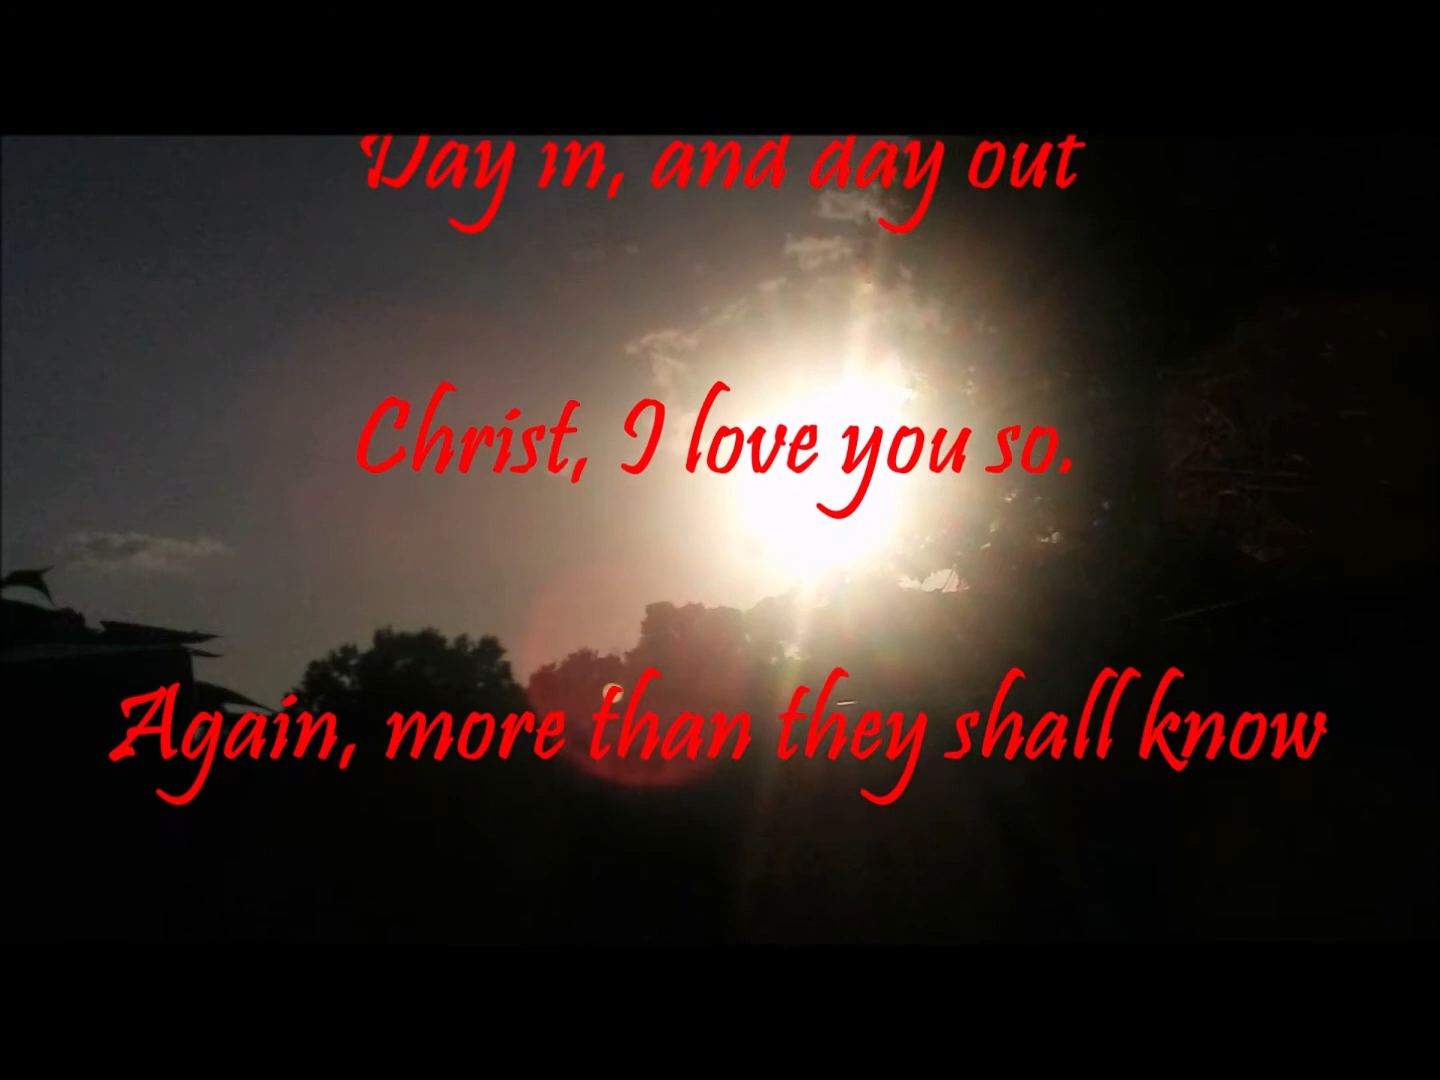 Day in, and day out
Christ, I love you so.
Again, more than they shall know